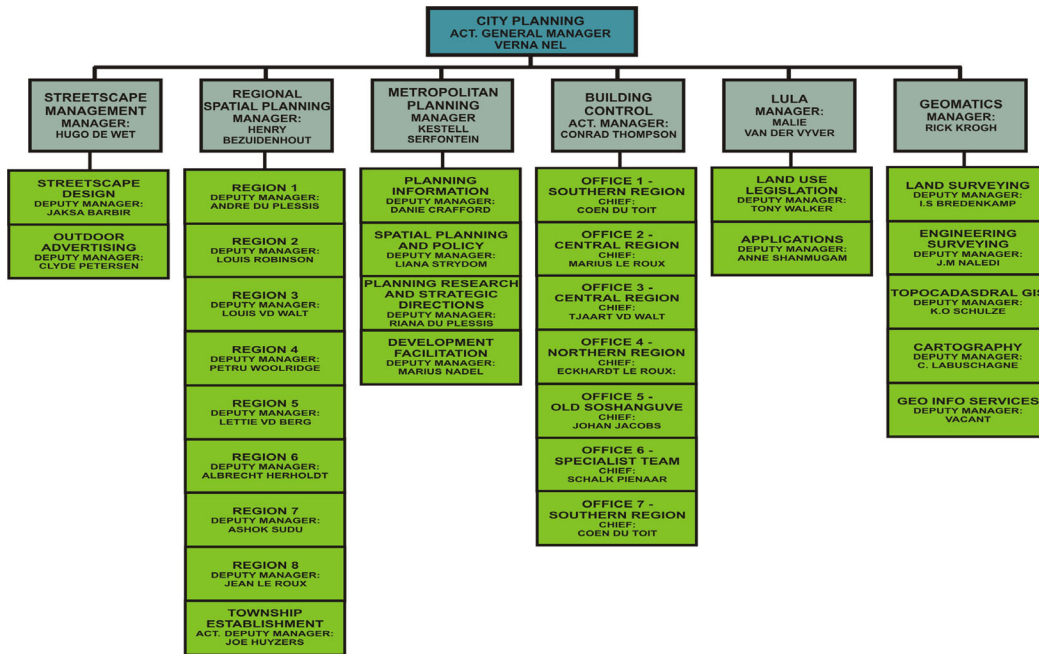 CITY PLANNING
ACT. GENERAL MANAGER
VERNA NEL
STREETSCAPE
MANAGEMENT
MANAGER:
HUGO DE WET
STREETSCAPE
DESIGN
DEPUTY MANAGER:
JAKSA BARBIR
OUTDOOR
ADVERTISING
DEPUTY MANAGER:
CLYDE PETERSEN
REGIONAL
SPATIAL PLANNING
MANAGER:
HENRY
BEZUIDENHOUT
REGION 1
DEPUTY MANAGER:
ANDRE DU PLESSIS
REGION 2
DEPUTY MANAGER:
LOUIS ROBINSON
REGION 3
DEPUTY MANAGER:
LOUIS VD WALT
REGION 4
DEPUTY MANAGER:
PETRU WOOLRIDGE
REGION 5
DEPUTY MANAGER:
LETTIE VD BERG
REGION 6
DEPUTY MANAGER:
ALBRECHT HERHOLDT
REGION 7
DEPUTY MANAGER:
ASHOK SUDU
REGION 8
DEPUTY MANAGER:
JEAN LE ROUX
TOWNSHIP
ESTABLISHMENT
ACT. DEPUTY MANAGER:
JOE HUYZERS
METROPOLITAN
PLANNING
MANAGER
KESTELL
SERFONTEIN
PLANNING
INFORMATION
DEPUTY MANAGER:
DANIE CRAFFORD
SPATIAL PLANNING
AND POLICY
DEPUTY MANAGER:
LIANA STRYDOM
PLANNING RESEARCH
AND STRATEGIC
DIRECTIONS
DEPUTY MANAGER:
RIANA DU PLESSIS
DEVELOPMENT
FACILITATION
DEPUTY MANAGER:
MARIUS NADEL
BUILDING
CONTROL
ACT. MANAGER:
CONRAD THOMPSON
OFFICE 1 -
SOUTHERN REGION
CHIEF:
COEN DU TOIT
OFFICE 2 -
CENTRAL REGION
CHIEF:
MARIUS LE ROUX
OFFICE 3 -
CENTRAL REGION
CHIEF:
TJAART VD WALT
OFFICE 4 -
NORTHERN REGION
CHIEF:
ECKHARDT LE ROUX:
OFFICE 5 -
OLD SOSHANGUVE
CHIEF:
JOHAN JACOBS
OFFICE 6 -
SPECIALIST TEAM
CHIEF:
SCHALK PIENAAR
OFFICE 7 -
SOUTHERN REGION
CHIEF:
COEN DU TOIT
LULA
MANAGER:
MALIE
VAN DER VYVER
LAND USE
LEGISLATION
DEPUTY MANAGER:
TONY WALKER
APPLICATIONS
DEPUTY MANAGER:
ANNE SHANMUGAM
GEOMATICS
MANAGER:
RICK KROGH
LAND SURVEYING
DEPUTY MANAGER:
I.S BREDENKAMP
ENGINEERING
SURVEYING
DEPUTY MANAGER:
J.M NALEDI
TOPOCADASDRAL GIS
DEPUTY MANAGER:
K.O SCHULZE
CARTOGRAPHY
DEPUTY MANAGER:
C. LABUSCHAGNE
GEO INFO SERVICES
DEPUTY MANAGER:
VACANT